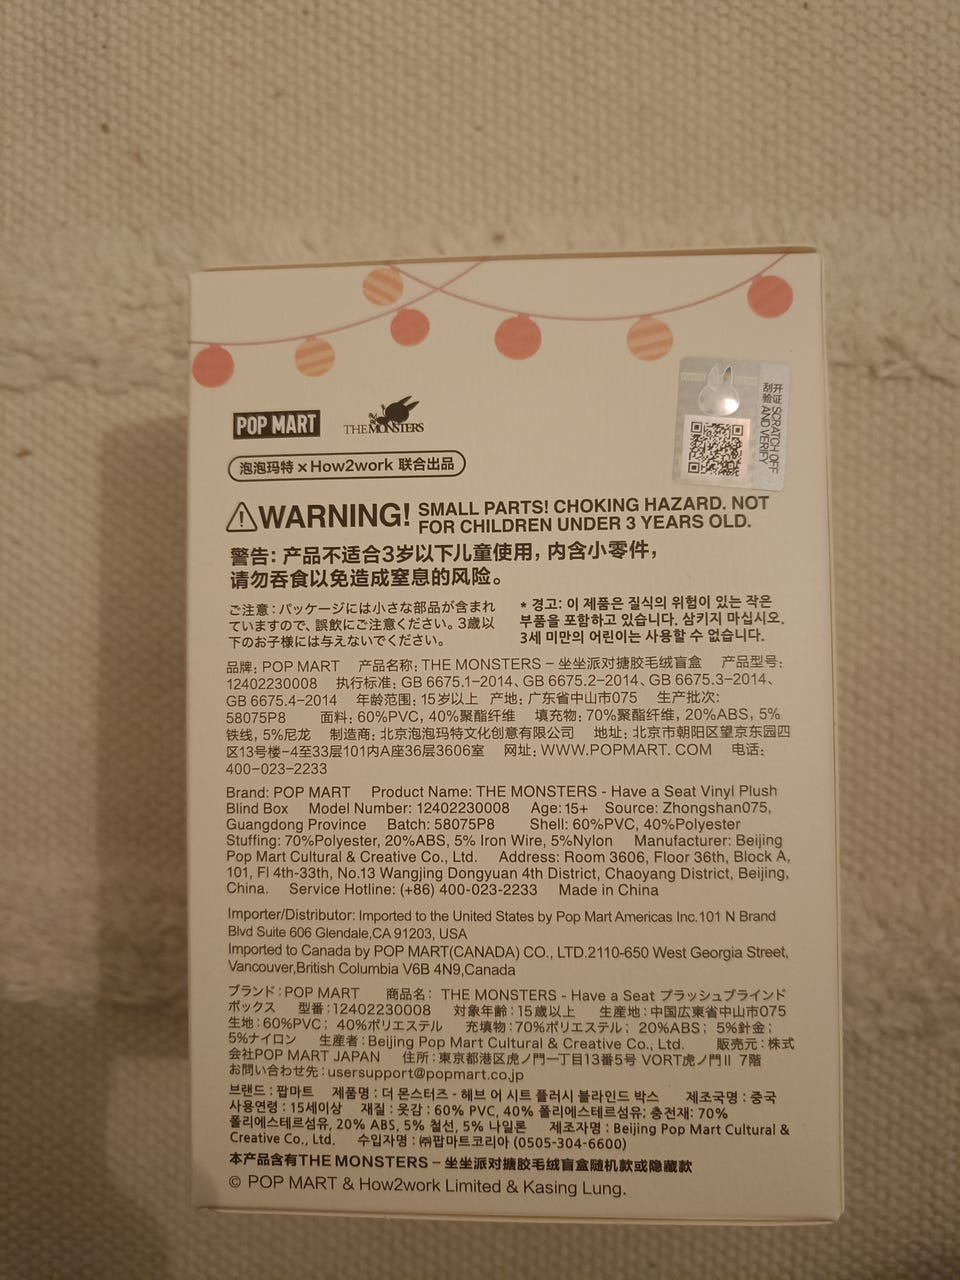 POP MART
THE MONSTERS
泡泡玛特 × How2work 联合出品
刮开验证 SCRATCH OFF AND VERIFY
WARNING! SMALL PARTS! CHOKING HAZARD. NOT
FOR CHILDREN UNDER 3 YEARS OLD.
警告: 产品不适合3岁以下儿童使用, 内含小零件,
请勿吞食以免造成窒息的风险。
ご注意：パッケージには小さな部品が含まれ
ていますので、誤飲にご注意ください。3歳以
下のお子様には与えないでください。
* 경고: 이 제품은 질식의 위험이 있는 작은
부품을 포함하고 있습니다. 삼키지 마십시오.
3세 미만의 어린이는 사용할 수 없습니다.
品牌: POP MART 产品名称: THE MONSTERS – 坐坐派对搪胶毛绒盲盒 产品型号:
12402230008 执行标准: GB 6675.1–2014、GB 6675.2–2014、GB 6675.3–2014、
GB 6675.4–2014 年龄范围: 15岁以上 产地: 广东省中山市075 生产批次:
58075P8 面料: 60%PVC, 40%聚酯纤维 填充物: 70%聚酯纤维, 20%ABS, 5%
铁线, 5%尼龙 制造商: 北京泡泡玛特文化创意有限公司 地址: 北京市朝阳区望京东园四
区13号楼–4至33层101内A座36层3606室 网址: WWW.POPMART. COM 电话:
400–023–2233
Brand: POP MART Product Name: THE MONSTERS - Have a Seat Vinyl Plush
Blind Box Model Number: 12402230008 Age: 15+ Source: Zhongshan075,
Guangdong Province Batch: 58075P8 Shell: 60%PVC, 40%Polyester
Stuffing: 70%Polyester, 20%ABS, 5% Iron Wire, 5%Nylon Manufacturer: Beijing
Pop Mart Cultural & Creative Co., Ltd. Address: Room 3606, Floor 36th, Block A,
101, Fl 4th-33th, No.13 Wangjing Dongyuan 4th District, Chaoyang District, Beijing,
China. Service Hotline: (+86) 400-023-2233 Made in China
Importer/Distributor: Imported to the United States by Pop Mart Americas Inc.101 N Brand
Blvd Suite 606 Glendale,CA 91203, USA
Imported to Canada by POP MART(CANADA) CO., LTD.2110-650 West Georgia Street,
Vancouver,British Columbia V6B 4N9,Canada
ブランド：POP MART 商品名： THE MONSTERS - Have a Seat プラッシュブラインド
ボックス 型番：12402230008 対象年齢：15歳以上 生産地：中国広東省中山市075
生地：60%PVC； 40%ポリエステル 充填物：70%ポリエステル； 20%ABS； 5%針金；
5%ナイロン 生産者：Beijing Pop Mart Cultural & Creative Co., Ltd. 販売元：株式
会社POP MART JAPAN 住所：東京都港区虎ノ門一丁目13番5号 VORT虎ノ門II 7階
お問い合わせ先：usersupport@popmart.co.jp
브랜드 : 팝마트 제품명 : 더 몬스터즈 - 헤브 어 시트 플러시 블라인드 박스 제조국명 : 중국
사용연령 : 15세이상 재질 : 옷감 : 60% PVC, 40% 폴리에스테르섬유; 충전재: 70%
폴리에스테르섬유, 20% ABS, 5% 철선, 5% 나일론 제조자명 : Beijing Pop Mart Cultural &
Creative Co., Ltd. 수입자명 : ㈜팝마트코리아 (0505-304-6600)
本产品含有THE MONSTERS – 坐坐派对搪胶毛绒盲盒随机款或隐藏款
© POP MART & How2work Limited & Kasing Lung.